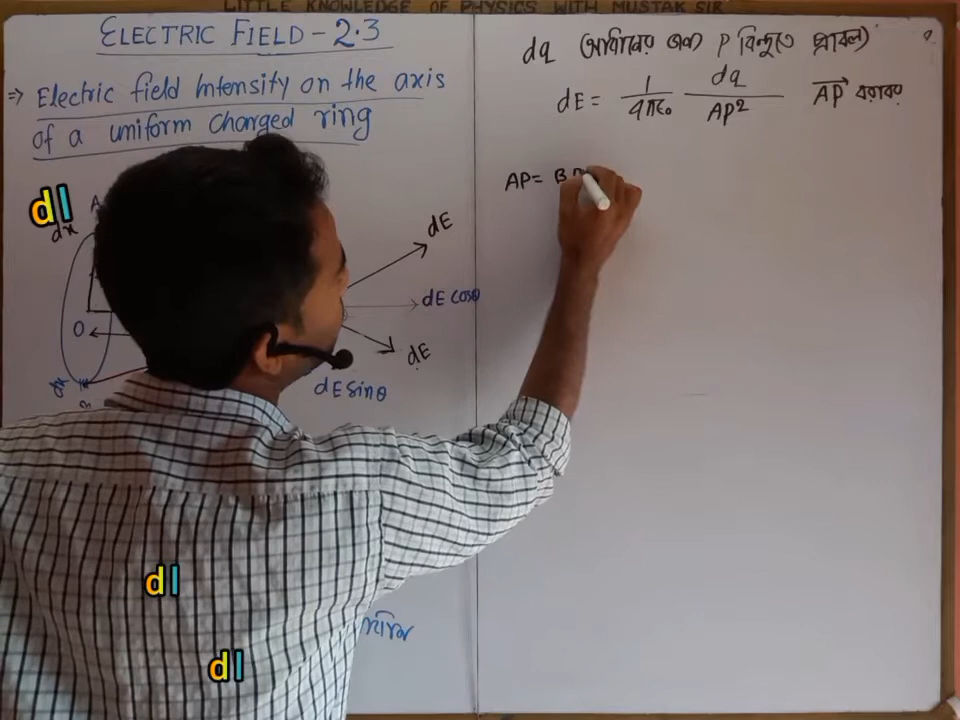 LITTLE KNOWLEDGE OF PHYSICS WITH MUSTAK SIR
ELECTRIC FIELD - 2.3
⇒ Electric field Intensity on the axis
of a uniform charged ring
dl
dx
A
O
dE
dE cosθ
dE
dE sinθ
dl
dl
dq আধানের জন্য P বিন্দুতে প্রাবল্য
dE = 1/4πε₀ dq/AP² AP→ বরাবর
AP = B